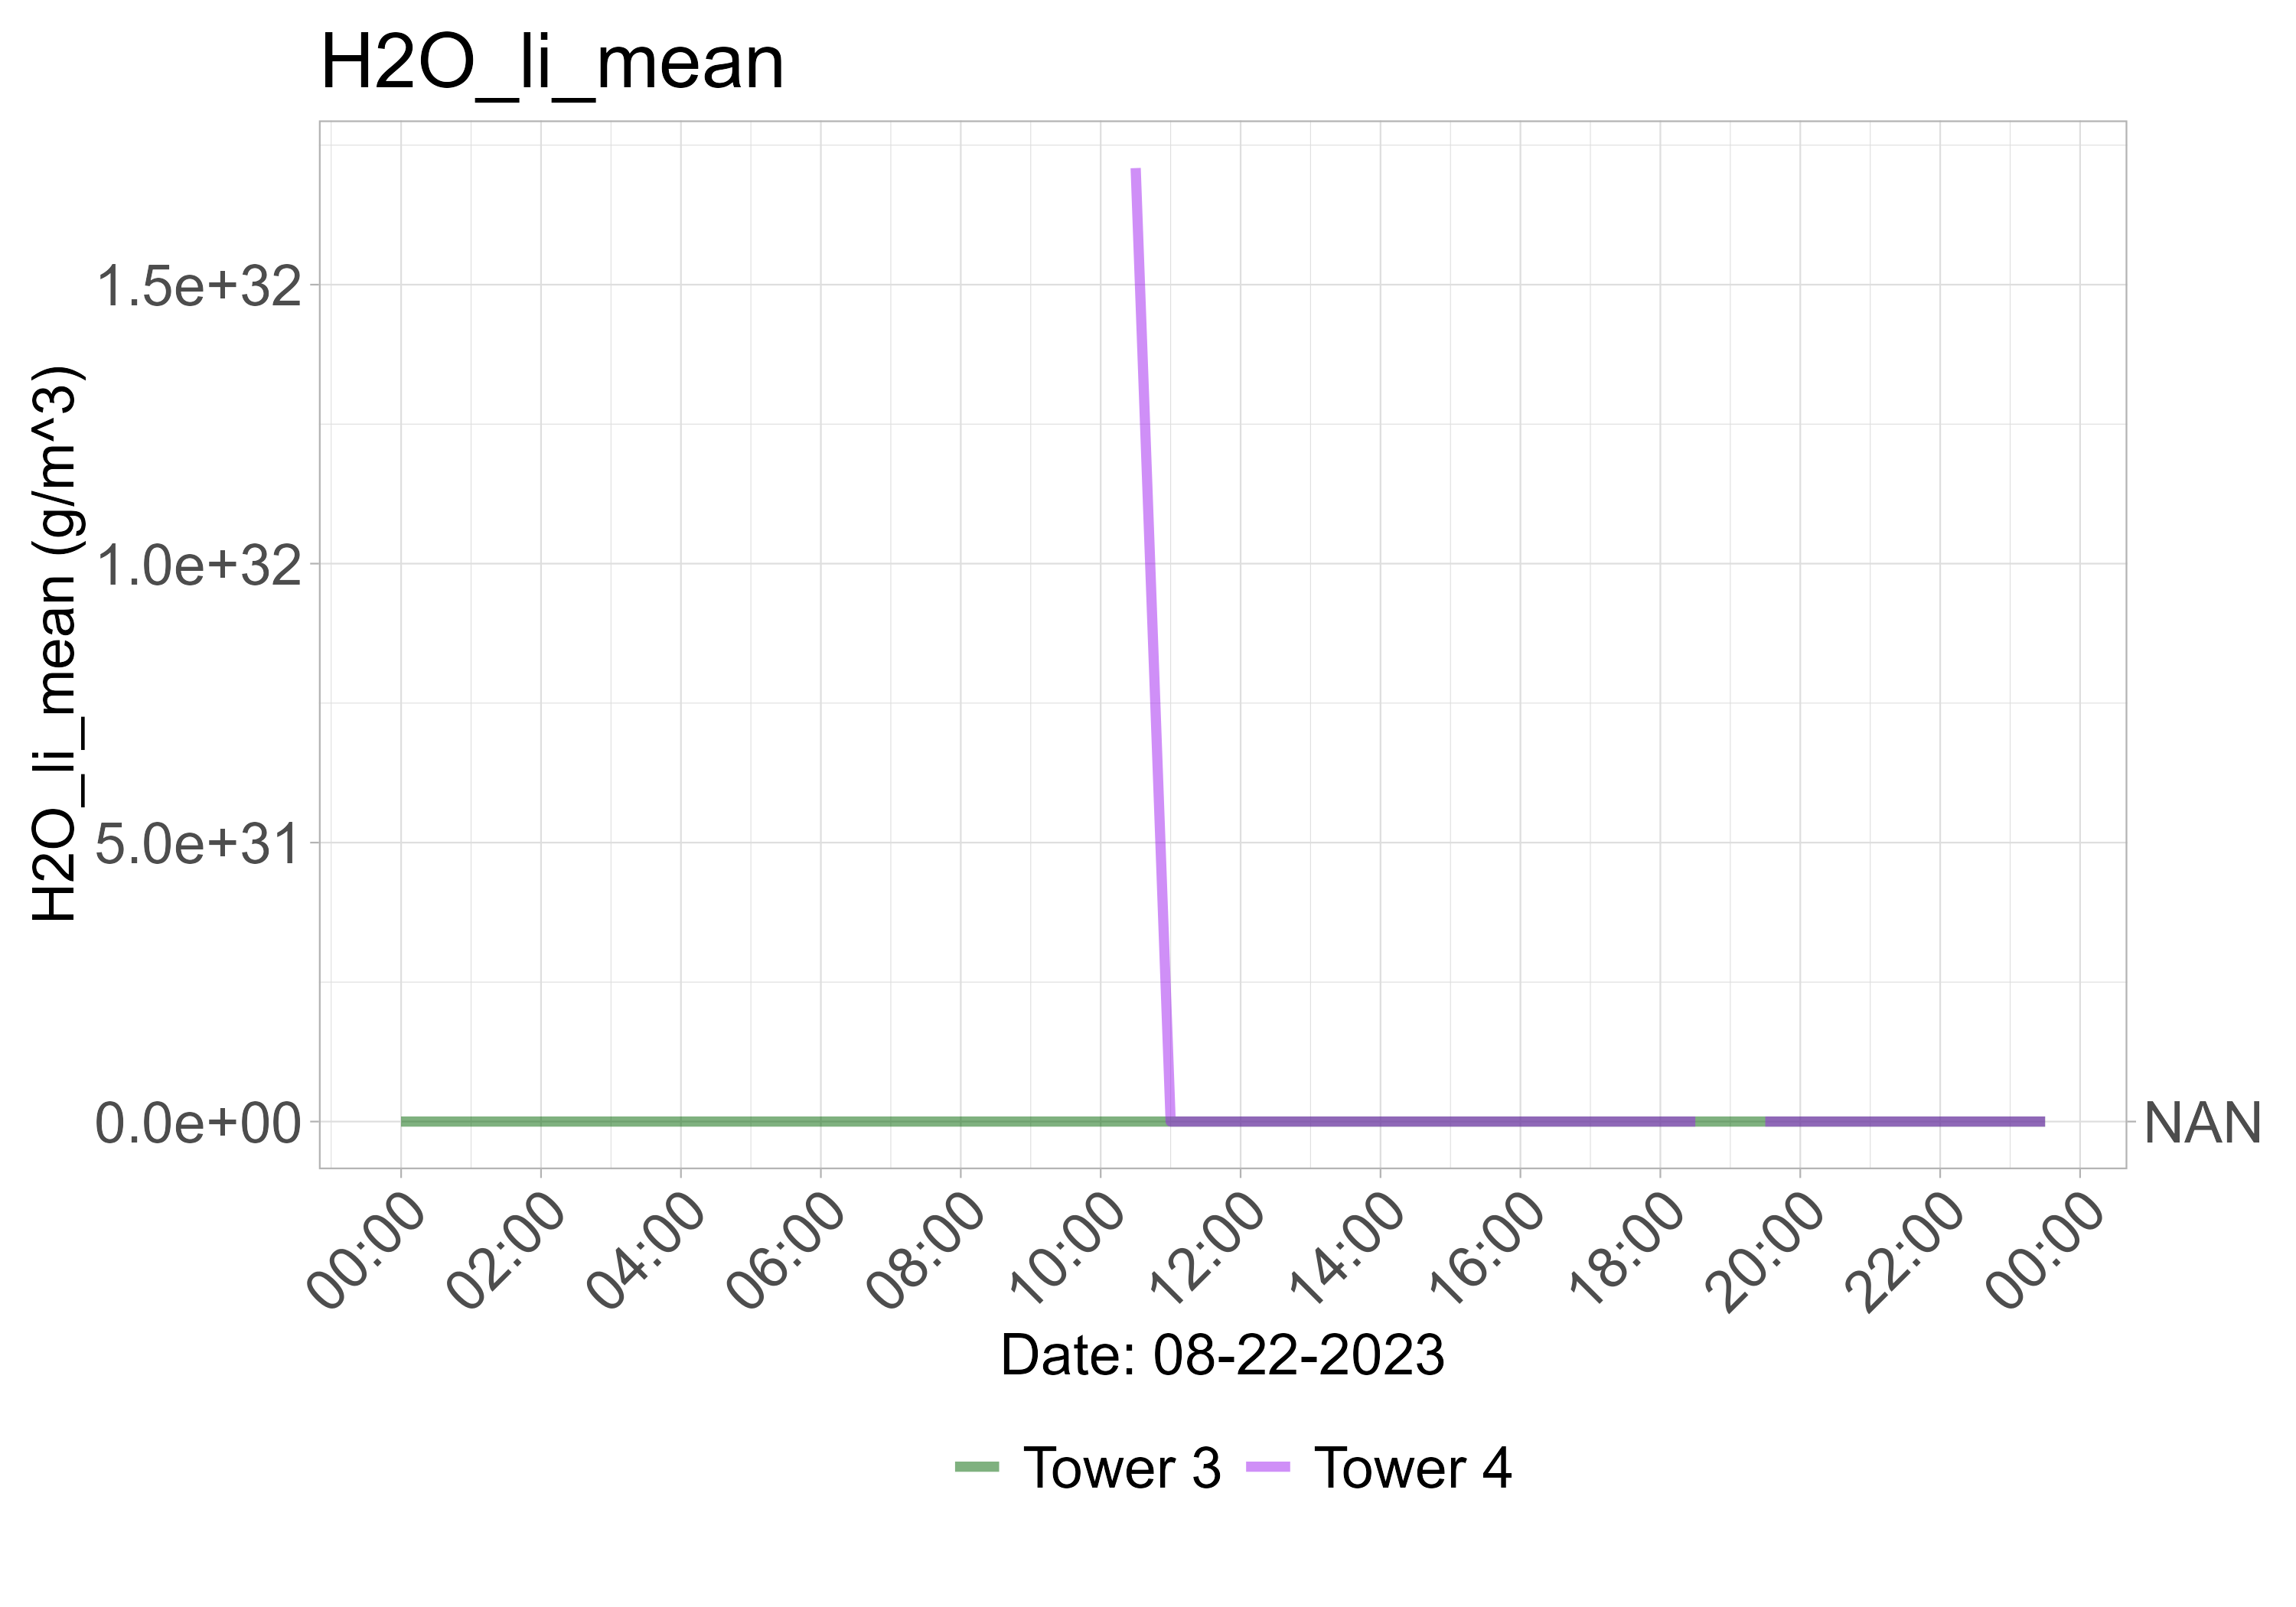 H2O_li_mean
H2O_li_mean (g/m^3)
1.5e+32
1.0e+32
5.0e+31
0.0e+00
NAN
00:00
02:00
04:00
06:00
08:00
10:00
12:00
14:00
16:00
18:00
20:00
22:00
00:00
Date: 08-22-2023
Tower 3 Tower 4